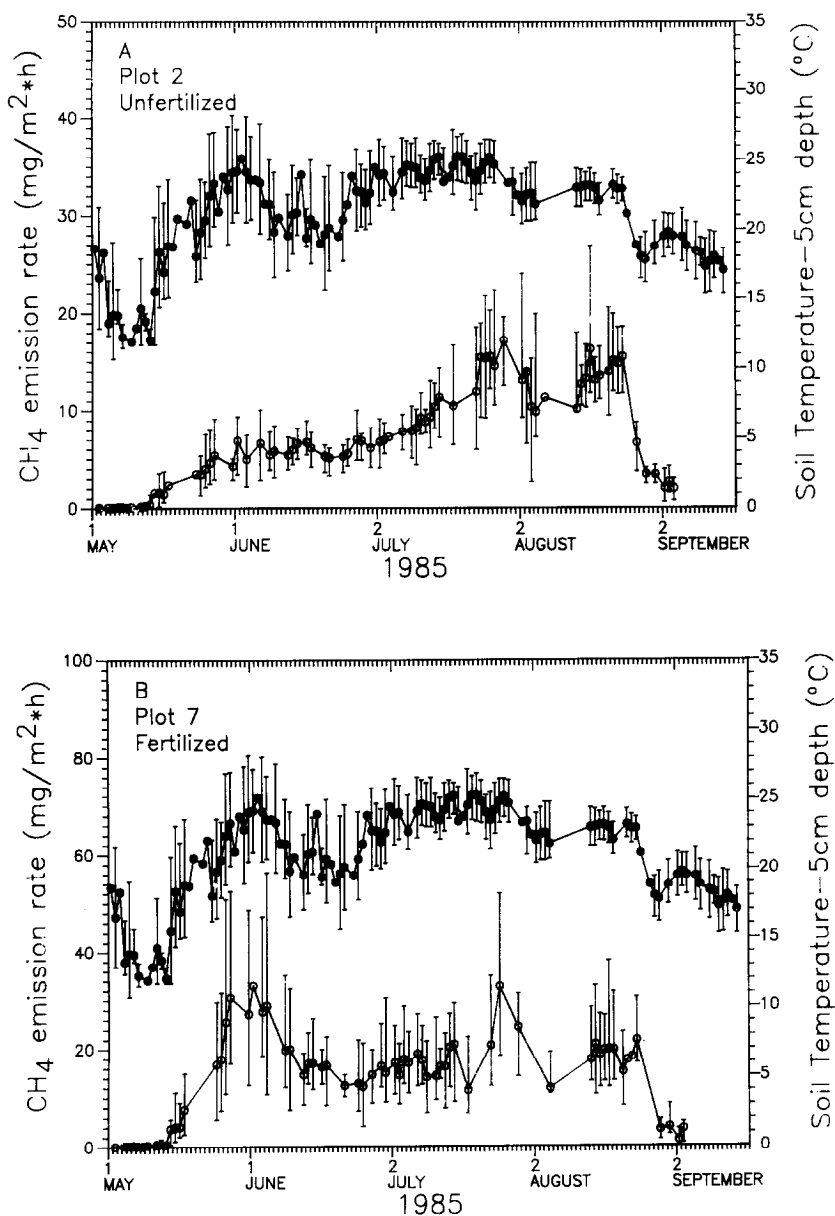 A
Plot 2
Unfertilized
CH4 emission rate (mg/m2*h)
50
40
30
20
10
0
Soil Temperature-5cm depth (°C)
35
30
25
20
15
10
5
0
1 2 2 2 2
MAY JUNE JULY AUGUST SEPTEMBER
1985
B
Plot 7
Fertilized
CH4 emission rate (mg/m2*h)
100
80
60
40
20
0
Soil Temperature-5cm depth (°C)
35
30
25
20
15
10
5
0
1 1 2 2 2
MAY JUNE JULY AUGUST SEPTEMBER
1985